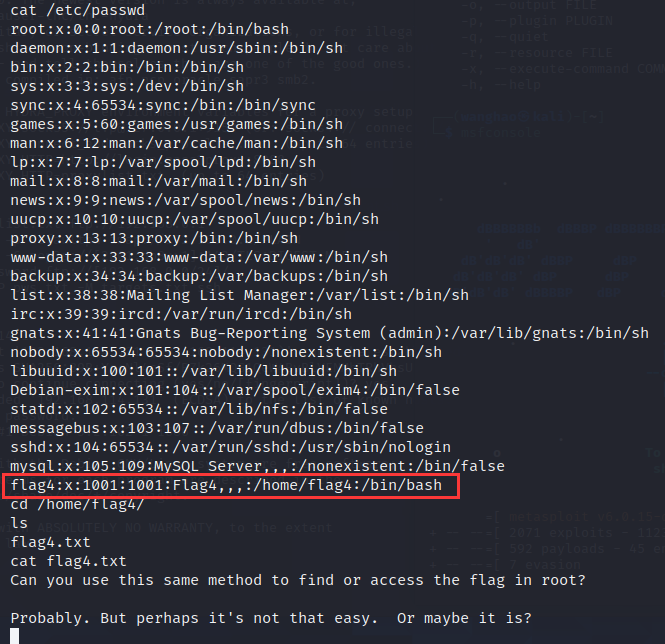 cat /etc/passwd
root:x:0:0:root:/root:/bin/bash
daemon:x:1:1:daemon:/usr/sbin:/bin/sh
bin:x:2:2:bin:/bin:/bin/sh
sys:x:3:3:sys:/dev:/bin/sh
sync:x:4:65534:sync:/bin:/bin/sync
games:x:5:60:games:/usr/games:/bin/sh
man:x:6:12:man:/var/cache/man:/bin/sh
lp:x:7:7:lp:/var/spool/lpd:/bin/sh
mail:x:8:8:mail:/var/mail:/bin/sh
news:x:9:9:news:/var/spool/news:/bin/sh
uucp:x:10:10:uucp:/var/spool/uucp:/bin/sh
proxy:x:13:13:proxy:/bin:/bin/sh
www-data:x:33:33:www-data:/var/www:/bin/sh
backup:x:34:34:backup:/var/backups:/bin/sh
list:x:38:38:Mailing List Manager:/var/list:/bin/sh
irc:x:39:39:ircd:/var/run/ircd:/bin/sh
gnats:x:41:41:Gnats Bug-Reporting System (admin):/var/lib/gnats:/bin/sh
nobody:x:65534:65534:nobody:/nonexistent:/bin/sh
libuuid:x:100:101::/var/lib/libuuid:/bin/sh
Debian-exim:x:101:104::/var/spool/exim4:/bin/false
statd:x:102:65534::/var/lib/nfs:/bin/false
messagebus:x:103:107::/var/run/dbus:/bin/false
sshd:x:104:65534::/var/run/sshd:/usr/sbin/nologin
mysql:x:105:109:MySQL Server,,,:/nonexistent:/bin/false
flag4:x:1001:1001:Flag4,,,:/home/flag4:/bin/bash
cd /home/flag4/
ls
flag4.txt
cat flag4.txt
Can you use this same method to find or access the flag in root?
Probably. But perhaps it's not that easy.  Or maybe it is?
-o, --output FILE
-p, --plugin PLUGIN
-q, --quiet
-r, --resource FILE
-x, --execute-command COM
-h, --help